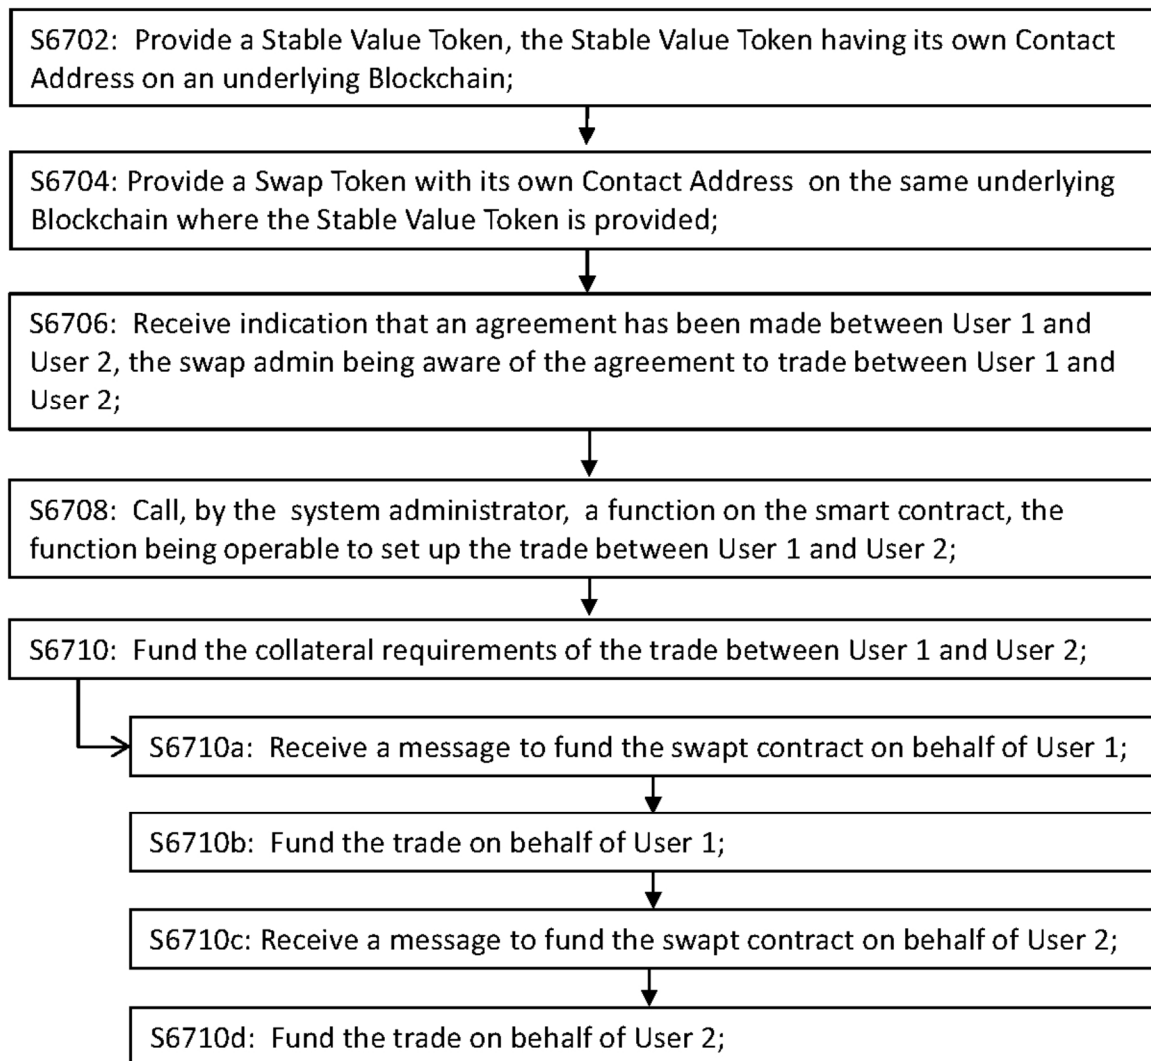 S6702: Provide a Stable Value Token, the Stable Value Token having its own Contact
Address on an underlying Blockchain;
S6704: Provide a Swap Token with its own Contact Address on the same underlying
Blockchain where the Stable Value Token is provided;
S6706: Receive indication that an agreement has been made between User 1 and
User 2, the swap admin being aware of the agreement to trade between User 1 and
User 2;
S6708: Call, by the system administrator, a function on the smart contract, the
function being operable to set up the trade between User 1 and User 2;
S6710: Fund the collateral requirements of the trade between User 1 and User 2;
S6710a: Receive a message to fund the swapt contract on behalf of User 1;
S6710b: Fund the trade on behalf of User 1;
S6710c: Receive a message to fund the swapt contract on behalf of User 2;
S6710d: Fund the trade on behalf of User 2;